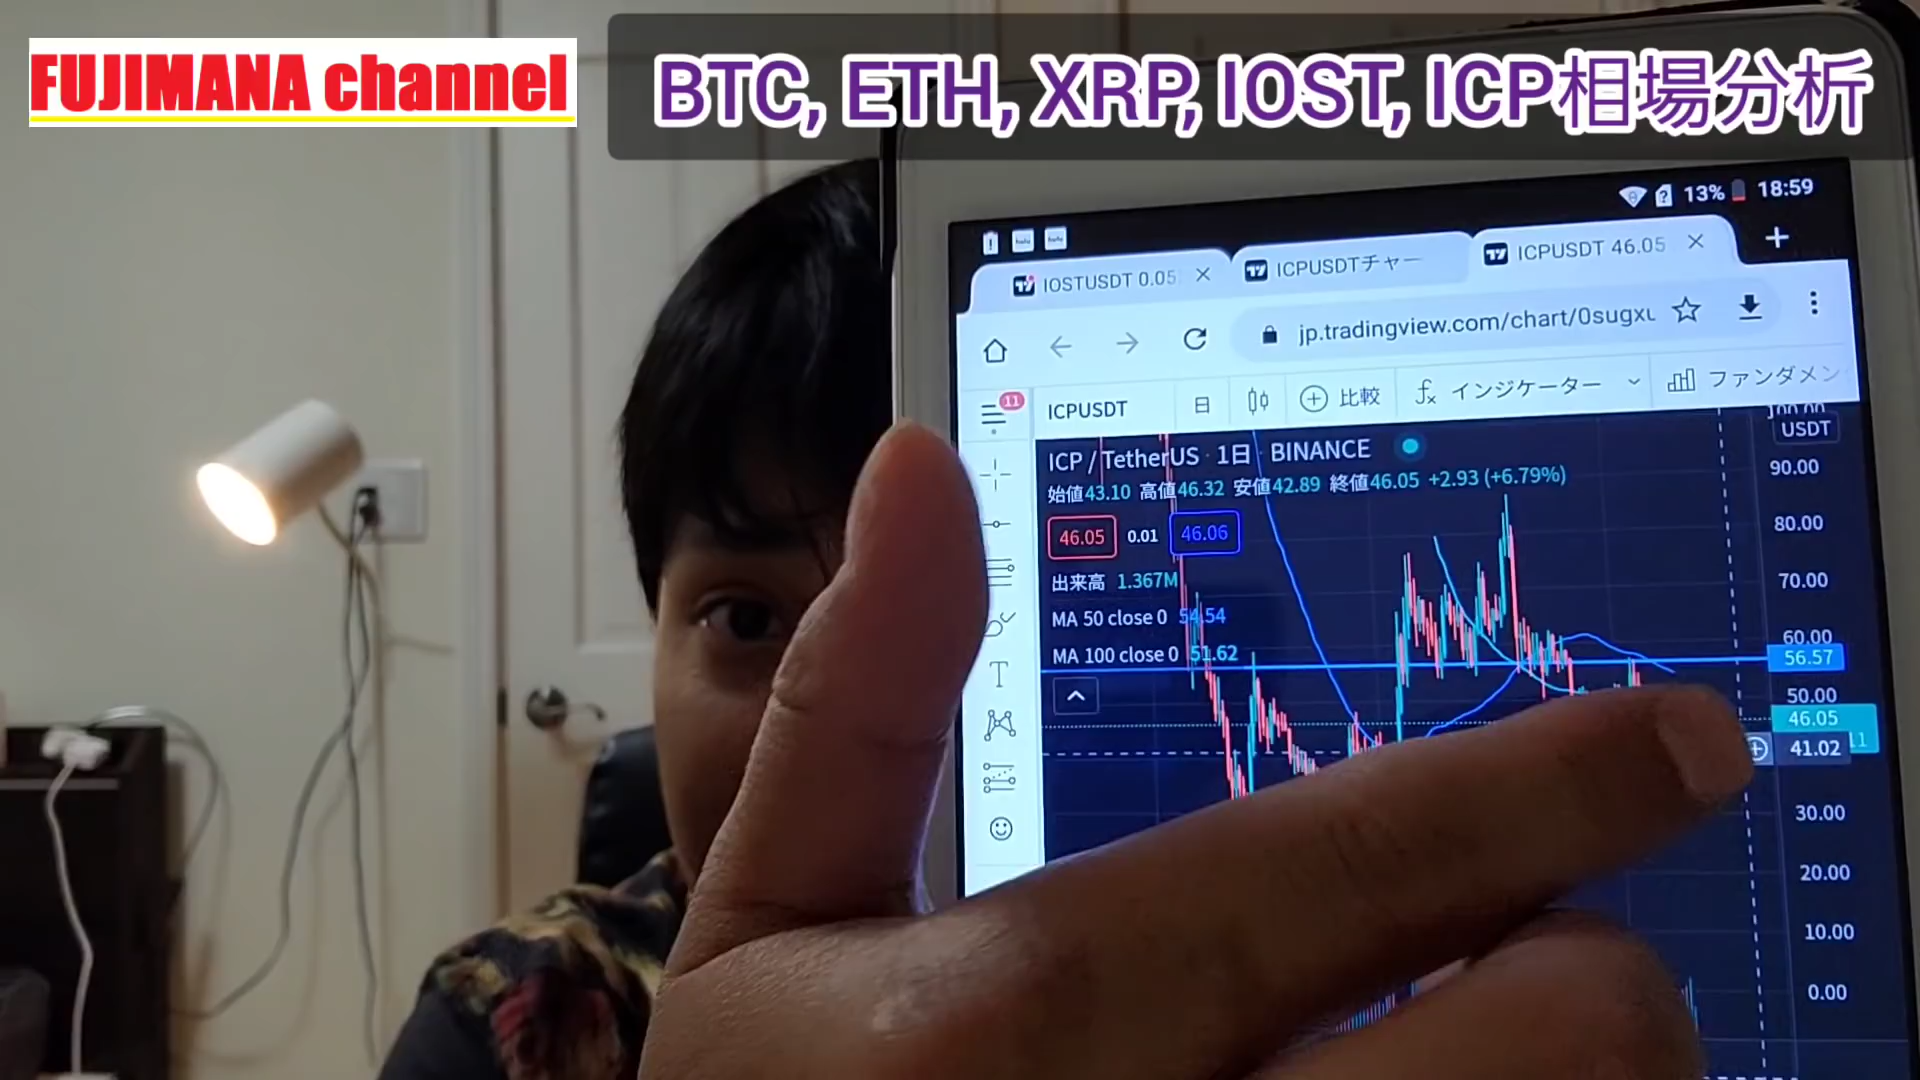 FUJIMANA channel
BTC, ETH, XRP, IOST, ICP相場分析
13% 18:59
IOSTUSDT 0.05
ICPUSDTチャー
ICPUSDT 46.05
jp.tradingview.com/chart/0sugxu
11
ICPUSDT 日 比較 fx インジケーター ファンダメン
ICP / TetherUS · 1日 · BINANCE
始値43.10 高値46.32 安値42.89 終値46.05 +2.93 (+6.79%)
46.05 0.01 46.06
出来高 1.367M
MA 50 close 0 54.54
MA 100 close 0 51.62
USDT
90.00
80.00
70.00
60.00
56.57
50.00
46.05
11
41.02
30.00
20.00
10.00
0.00